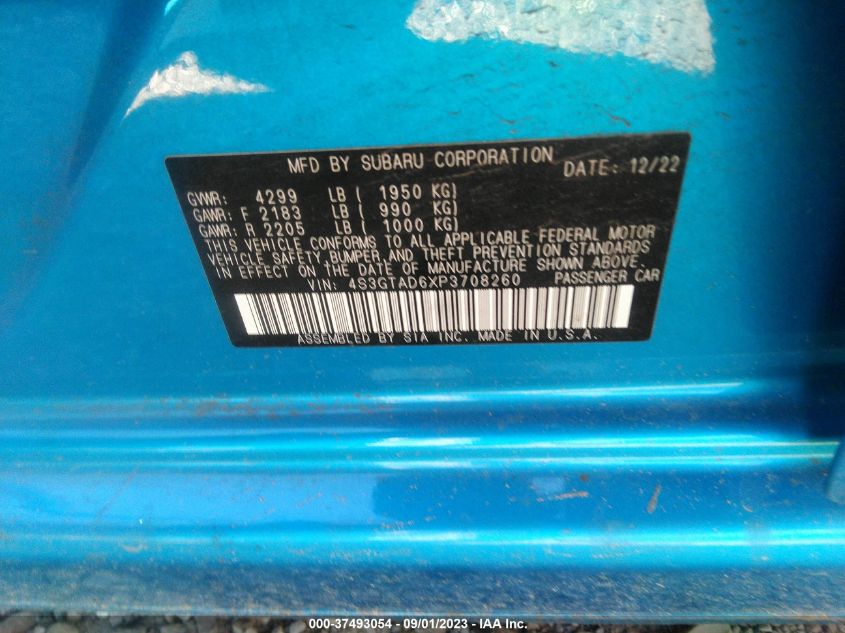 MFD BY SUBARU CORPORATION DATE: 12/22
GVWR: 4299 LB ( 1950 KG)
GAWR: F 2183 LB ( 990 KG)
GAWR: R 2205 LB ( 1000 KG)
THIS VEHICLE CONFORMS TO ALL APPLICABLE FEDERAL MOTOR
VEHICLE SAFETY, BUMPER, AND THEFT PREVENTION STANDARDS
IN EFFECT ON THE DATE OF MANUFACTURE SHOWN ABOVE.
VIN: 4S3GTAD6XP3708260 PASSENGER CAR
ASSEMBLED BY SIA INC. MADE IN U.S.A.
000-37493054 - 09/01/2023 - IAA Inc.